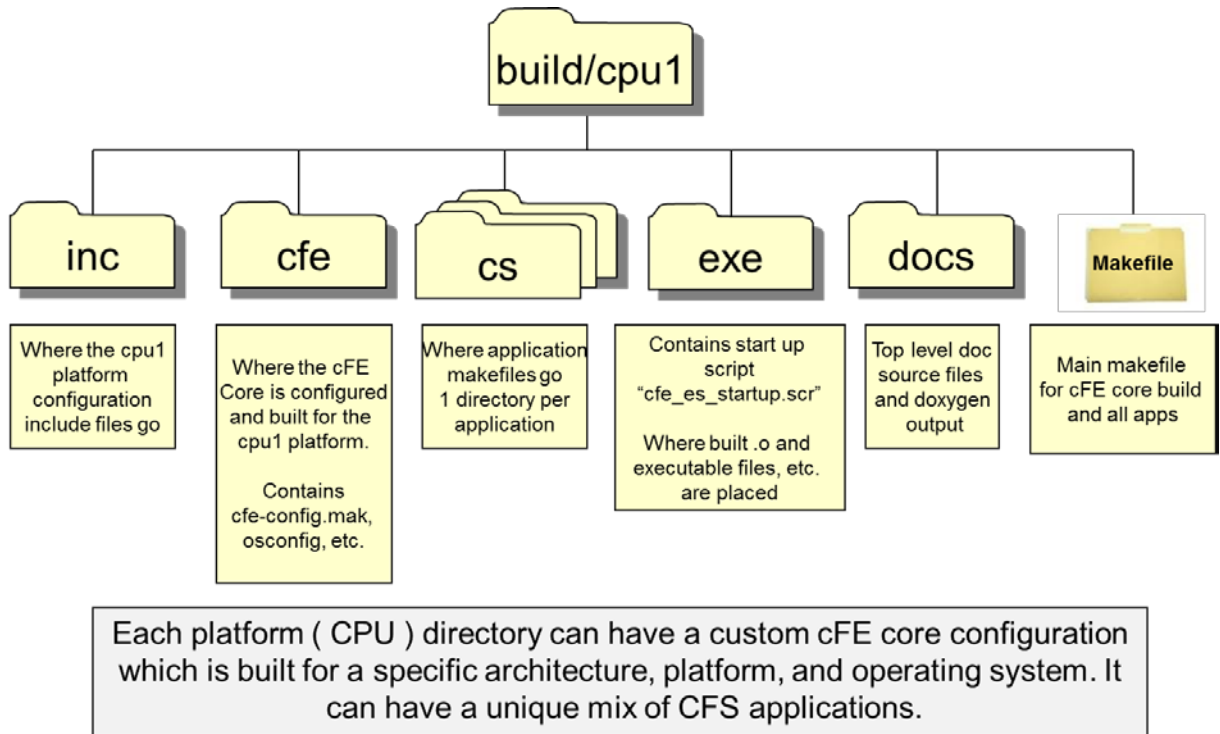 build/cpu1
inc
cfe
cs
exe
docs
Makefile
Where the cpu1
platform
configuration
include files go
Where the cFE
Core is configured
and built for the
cpu1 platform.
Contains
cfe-config.mak,
osconfig, etc.
Where application
makefiles go
1 directory per
application
Contains start up
script
“cfe_es_startup.scr”
Where built .o and
executable files, etc.
are placed
Top level doc
source files
and doxygen
output
Main makefile
for cFE core build
and all apps
Each platform ( CPU ) directory can have a custom cFE core configuration
which is built for a specific architecture, platform, and operating system. It
can have a unique mix of CFS applications.